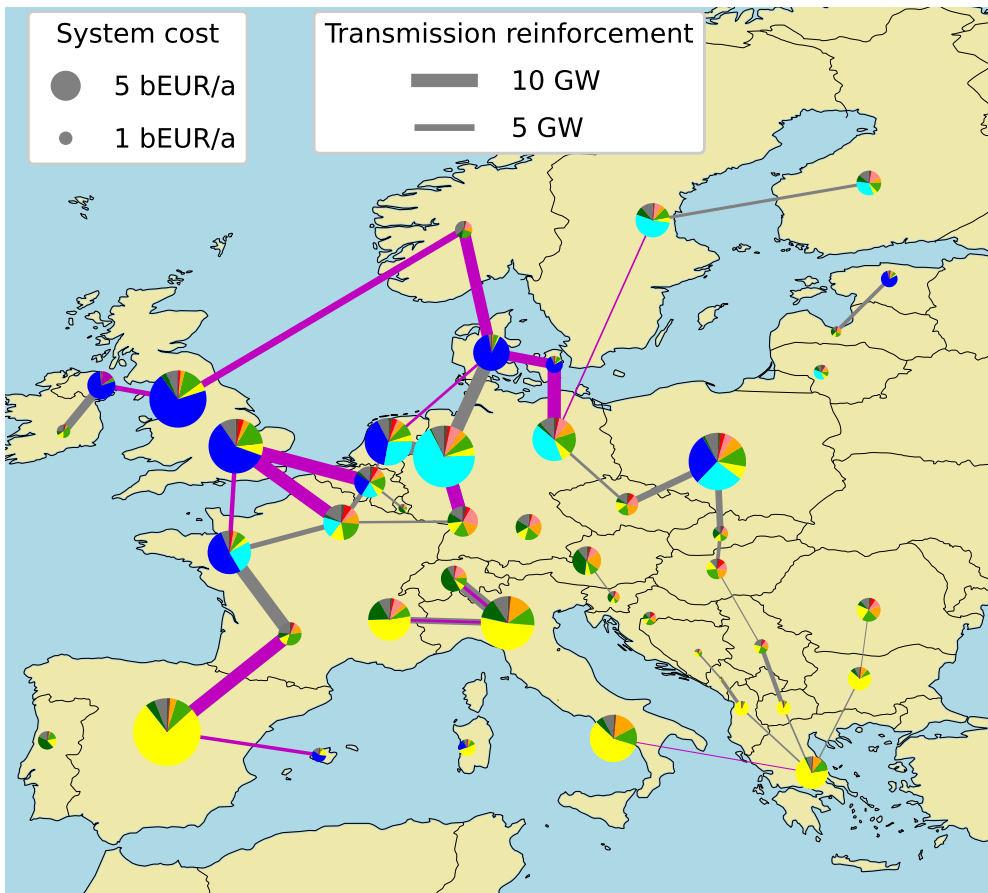 System cost
5 bEUR/a
1 bEUR/a
Transmission reinforcement
10 GW
5 GW